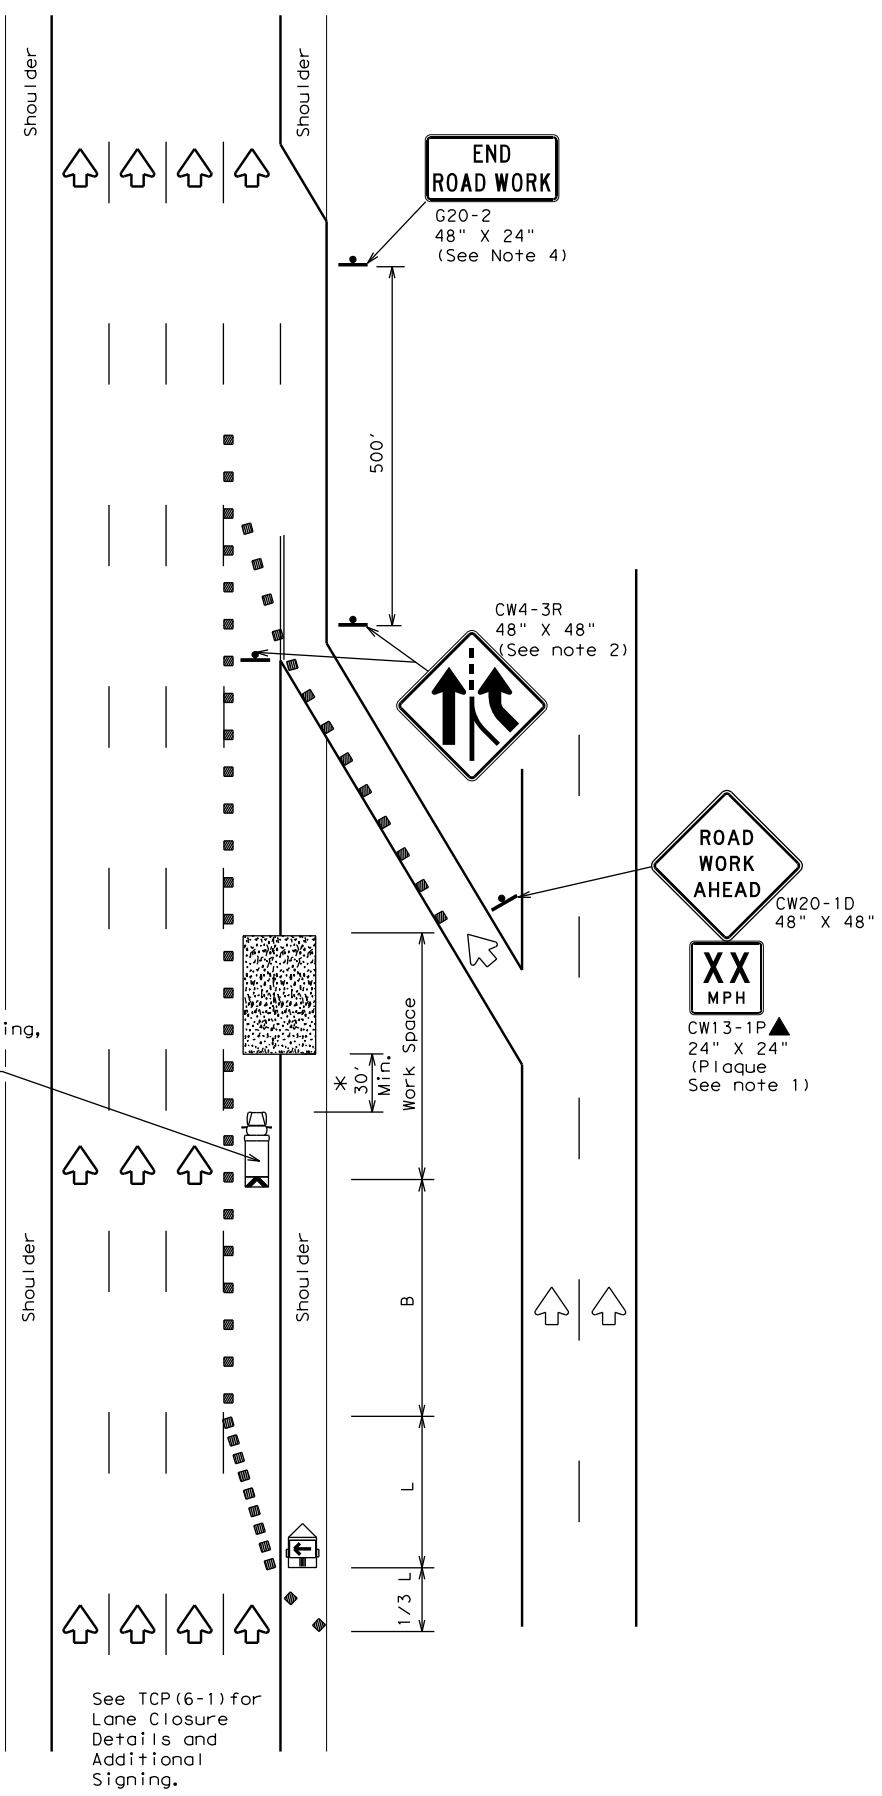 Shoulder
Shoulder
END
ROAD WORK
G20-2
48" X 24"
(See Note 4)
500'
CW4-3R
48" X 48"
(See note 2)
ROAD
WORK
AHEAD
CW20-1D
48" X 48"
XX
MPH
CW13-1P
24" X 24"
(Plaque
See note 1)
ing,
Work Space
*
30'
Min.
Shoulder
Shoulder
B
L
1/3 L
See TCP(6-1)for
Lane Closure
Details and
Additional
Signing.